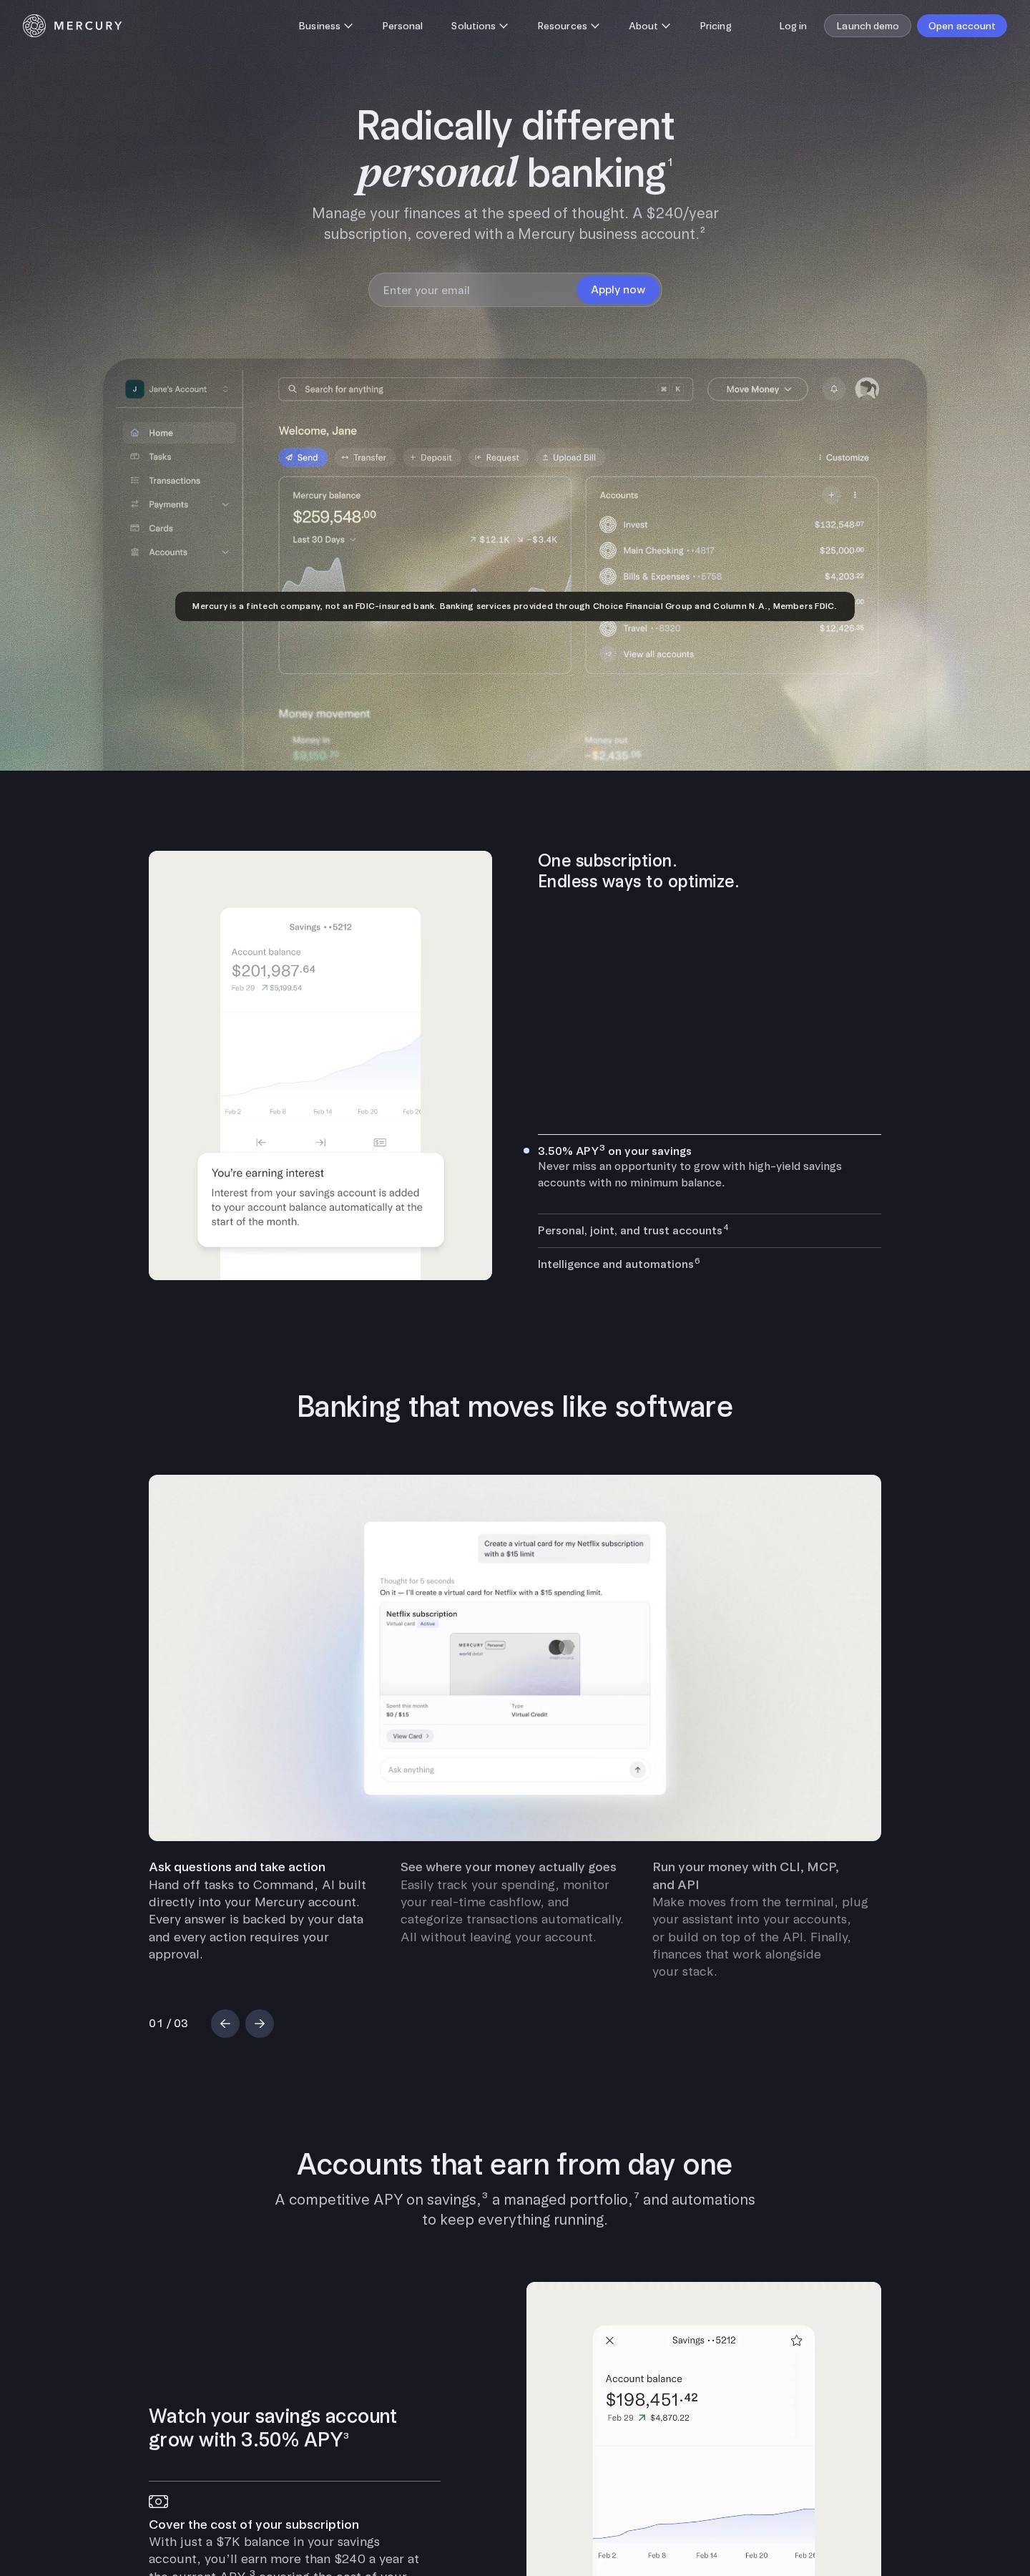 MERCURY
Business
Personal
Solutions
Resources
About
Pricing
Log in
Launch demo
Open account
Radically different
personal banking¹
Manage your finances at the speed of thought. A $240/year
subscription, covered with a Mercury business account.²
Enter your email
Apply now
J
Jane's Account
Search for anything
⌘ K
Move Money
Home
Tasks
Transactions
Payments
Cards
Accounts
Welcome, Jane
Send
Transfer
Deposit
Request
Upload Bill
Customize
Mercury balance
$259,548.00
Last 30 Days
$12.1K
−$3.4K
Accounts
Invest
$132,548.07
Main Checking ••4817
$25,000.00
Bills & Expenses ••5758
$4,203.22
Mercury is a fintech company, not an FDIC-insured bank. Banking services provided through Choice Financial Group and Column N.A., Members FDIC.
Travel ••8320
$12,426.35
View all accounts
Money movement
Money in
Money out
One subscription.
Endless ways to optimize.
Savings ••5212
Account balance
$201,987.64
Feb 29
$5,199.54
Feb 2
Feb 8
Feb 14
Feb 20
You're earning interest
Interest from your savings account is added
to your account balance automatically at the
start of the month.
3.50% APY³ on your savings
Never miss an opportunity to grow with high-yield savings
accounts with no minimum balance.
Personal, joint, and trust accounts⁴
Intelligence and automations⁶
Banking that moves like software
Create a virtual card for my Netflix subscription
with a $15 limit
Thought for 5 seconds
On it — I'll create a virtual card for Netflix with a $15 spending limit.
Netflix subscription
Virtual card
Active
MERCURY
Personal
world debit
Spent this month
$0 / $15
Type
Virtual Credit
View Card
Ask anything
Ask questions and take action
Hand off tasks to Command, AI built
directly into your Mercury account.
Every answer is backed by your data
and every action requires your
approval.
See where your money actually goes
Easily track your spending, monitor
your real-time cashflow, and
categorize transactions automatically.
All without leaving your account.
Run your money with CLI, MCP,
and API
Make moves from the terminal, plug
your assistant into your accounts,
or build on top of the API. Finally,
finances that work alongside
your stack.
01 / 03
Accounts that earn from day one
A competitive APY on savings,³ a managed portfolio,⁷ and automations
to keep everything running.
Savings ••5212
Account balance
$198,451.42
Feb 29
$4,870.22
Feb 2
Feb 8
Feb 14
Feb 20
Watch your savings account
grow with 3.50% APY³
Cover the cost of your subscription
With just a $7K balance in your savings
account, you'll earn more than $240 a year at
the current APY,³ covering the cost of your